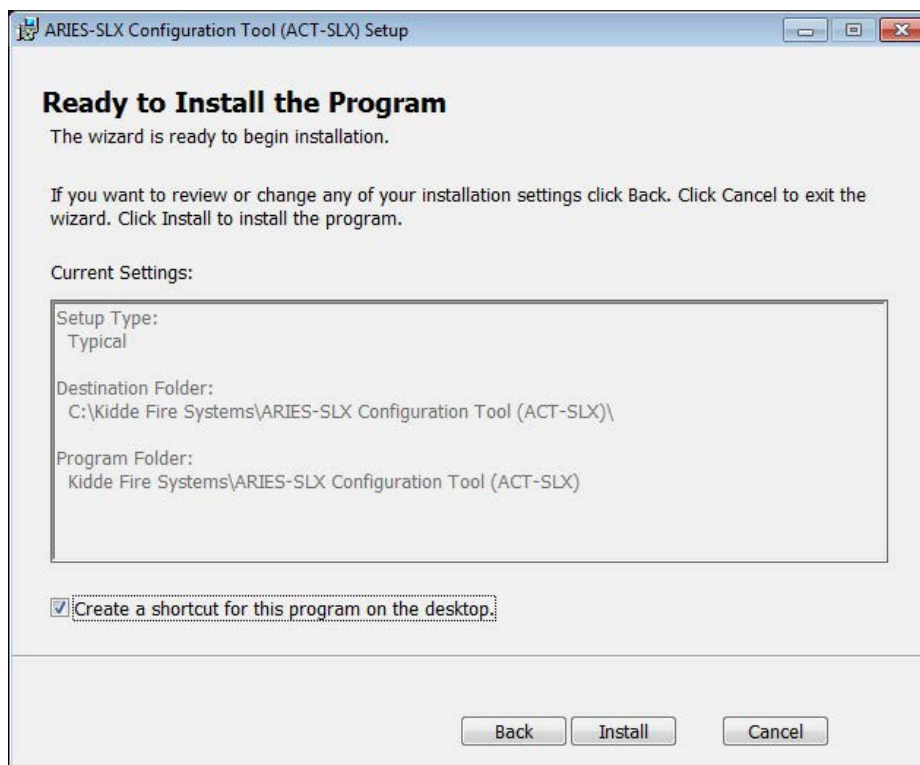 ARIES-SLX Configuration Tool (ACT-SLX) Setup
Ready to Install the Program
The wizard is ready to begin installation.
If you want to review or change any of your installation settings click Back. Click Cancel to exit the
wizard. Click Install to install the program.
Current Settings:
Setup Type:
Typical
Destination Folder:
C:\Kidde Fire Systems\ARIES-SLX Configuration Tool (ACT-SLX)\
Program Folder:
Kidde Fire Systems\ARIES-SLX Configuration Tool (ACT-SLX)
Create a shortcut for this program on the desktop.
Back Install Cancel